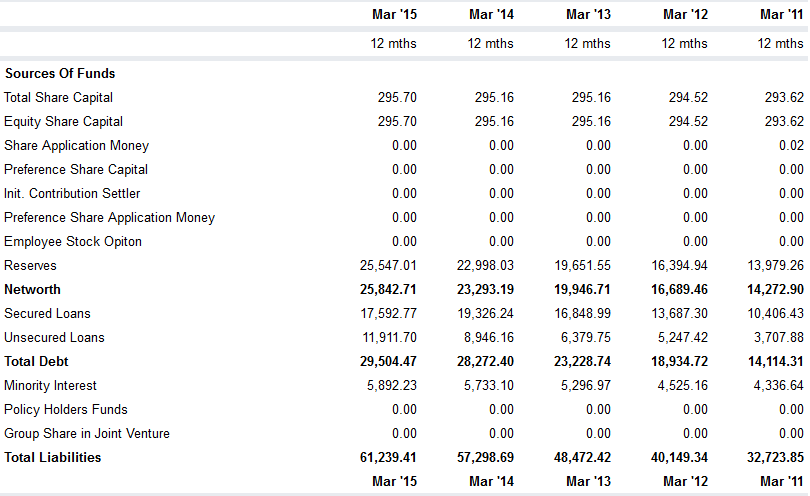 Mar '15 Mar '14 Mar '13 Mar '12 Mar '11
12 mths 12 mths 12 mths 12 mths 12 mths
Sources Of Funds
Total Share Capital 295.70 295.16 295.16 294.52 293.62
Equity Share Capital 295.70 295.16 295.16 294.52 293.62
Share Application Money 0.00 0.00 0.00 0.00 0.02
Preference Share Capital 0.00 0.00 0.00 0.00 0.00
Init. Contribution Settler 0.00 0.00 0.00 0.00 0.00
Preference Share Application Money 0.00 0.00 0.00 0.00 0.00
Employee Stock Opiton 0.00 0.00 0.00 0.00 0.00
Reserves 25,547.01 22,998.03 19,651.55 16,394.94 13,979.26
Networth 25,842.71 23,293.19 19,946.71 16,689.46 14,272.90
Secured Loans 17,592.77 19,326.24 16,848.99 13,687.30 10,406.43
Unsecured Loans 11,911.70 8,946.16 6,379.75 5,247.42 3,707.88
Total Debt 29,504.47 28,272.40 23,228.74 18,934.72 14,114.31
Minority Interest 5,892.23 5,733.10 5,296.97 4,525.16 4,336.64
Policy Holders Funds 0.00 0.00 0.00 0.00 0.00
Group Share in Joint Venture 0.00 0.00 0.00 0.00 0.00
Total Liabilities 61,239.41 57,298.69 48,472.42 40,149.34 32,723.85
Mar '15 Mar '14 Mar '13 Mar '12 Mar '11